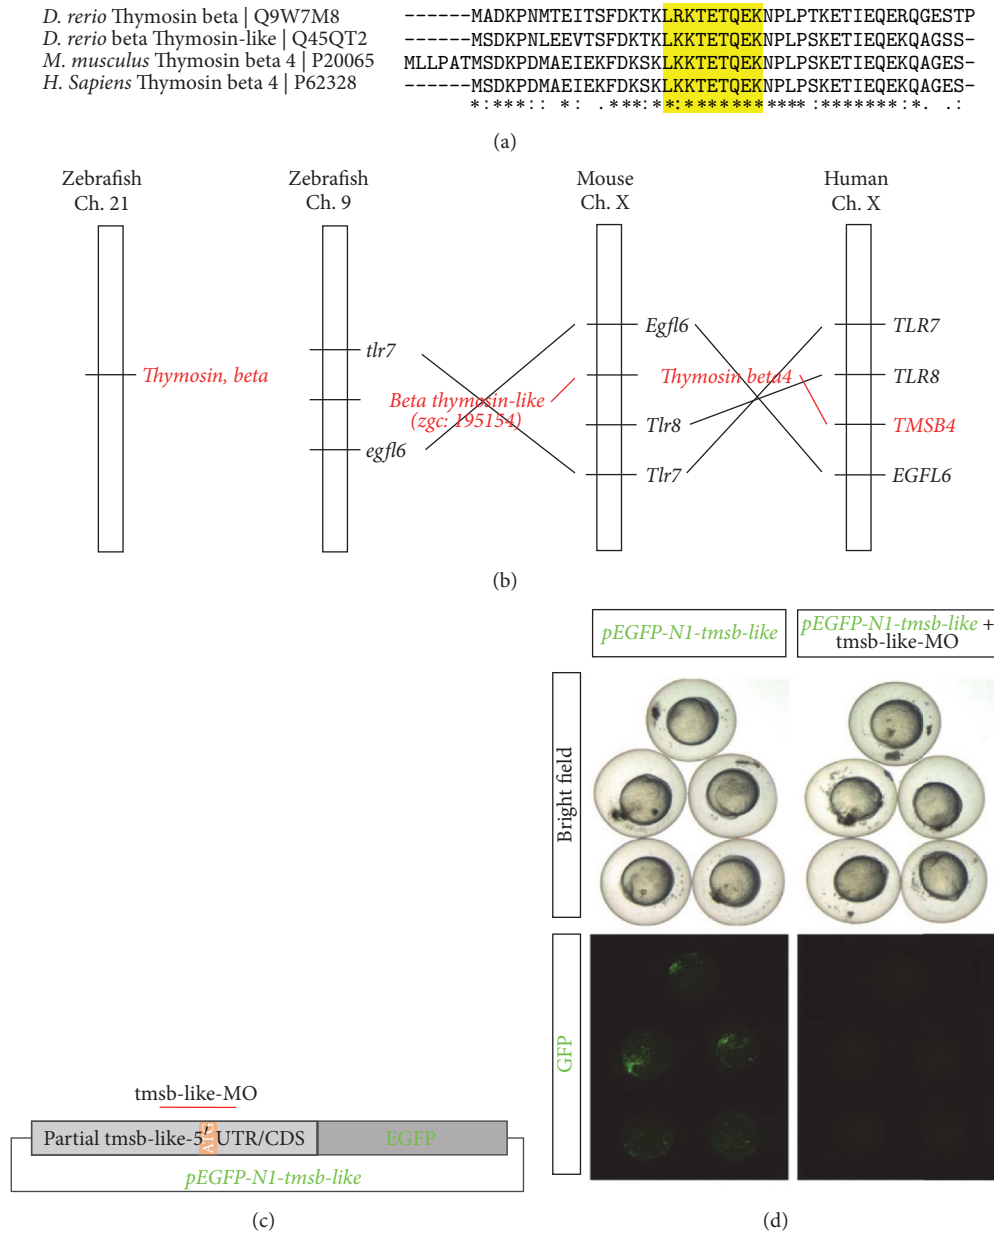 D. rerio Thymosin beta | Q9W7M8 ------MADKPNMTEITSFDKTKLRKTETQEKNPLPTKETIEQERQGESTP
D. rerio beta Thymosin-like | Q45QT2 ------MSDKPNLEEVTSFDKTKLKKTETQEKNPLPSKETIEQEKQAGSS-
M. musculus Thymosin beta 4 | P20065 MLLPATMSDKPDMAEIEKFDKSKLKKTETQEKNPLPSKETIEQEKQAGES-
H. Sapiens Thymosin beta 4 | P62328 ------MSDKPDMAEIEKFDKSKLKKTETQEKNPLPSKETIEQEKQAGES-
*:***:: *: .***:**:******** ****:*******:*. .:
(a)
Zebrafish Ch. 21
Zebrafish Ch. 9
Mouse Ch. X
Human Ch. X
Thymosin, beta
tlr7
Beta thymosin-like
(zgc: 195154)
egfl6
Egfl6
Thymosin beta4
Tlr8
Tlr7
TLR7
TLR8
TMSB4
EGFL6
(b)
pEGFP-N1-tmsb-like
pEGFP-N1-tmsb-like +
tmsb-like-MO
Bright field
GFP
tmsb-like-MO
Partial tmsb-like-5′ UTR/CDS
ATG
EGFP
pEGFP-N1-tmsb-like
(c)
(d)